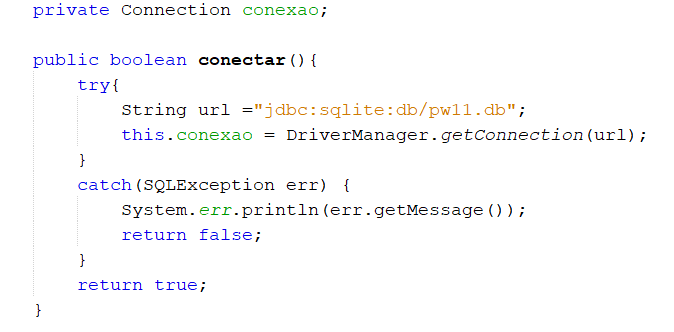 private Connection conexao;
public boolean conectar(){
try{
String url ="jdbc:sqlite:db/pw11.db";
this.conexao = DriverManager.getConnection(url);
}
catch(SQLException err) {
System.err.println(err.getMessage());
return false;
}
return true;
}